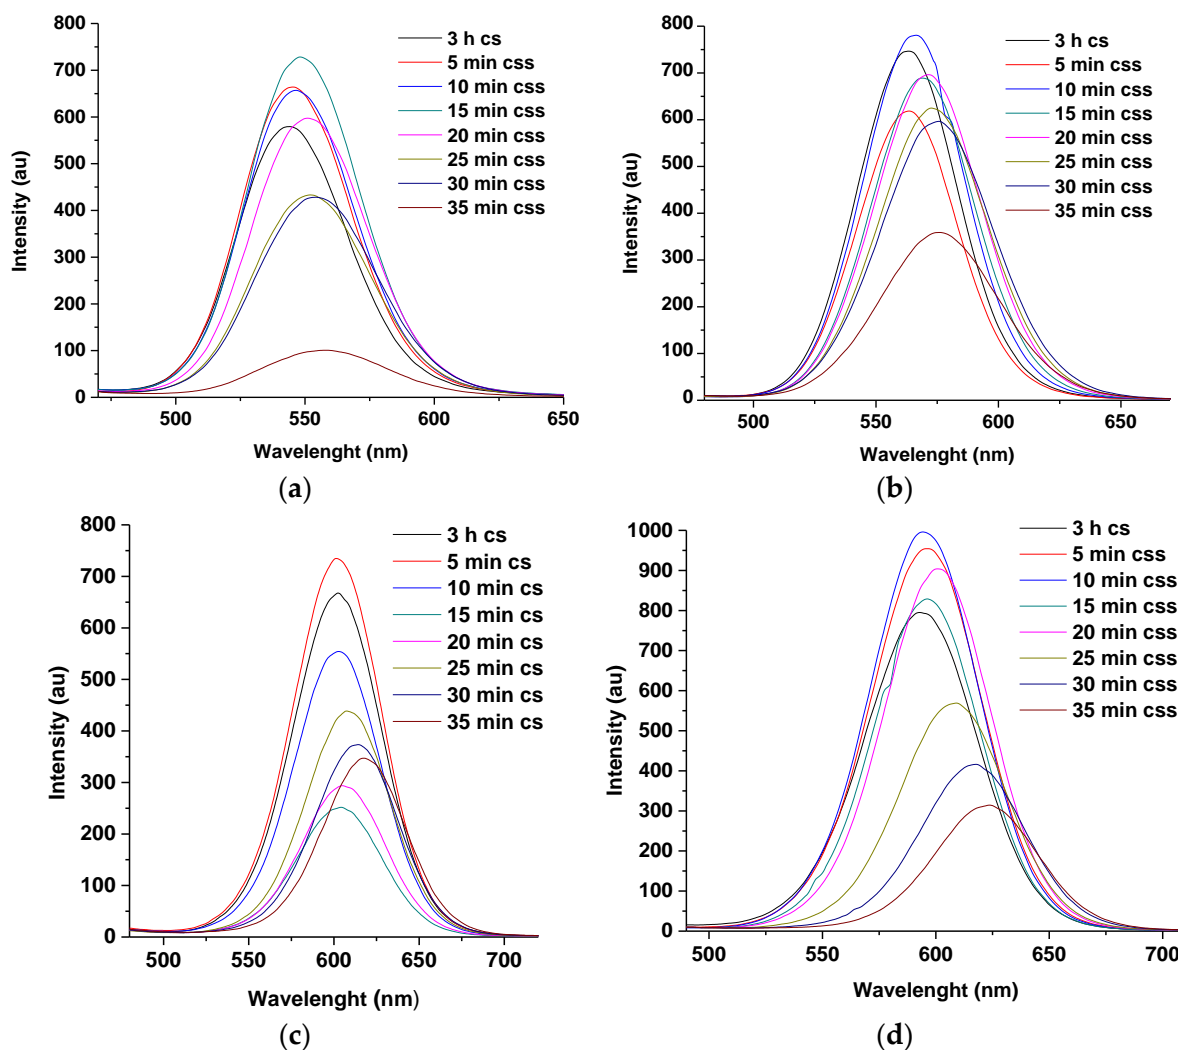 800
700
600
500
400
300
200
100
0
Intensity (au)
500
550
600
650
Wavelenght (nm)
3 h cs
5 min css
10 min css
15 min css
20 min css
25 min css
30 min css
35 min css
(a)
800
700
600
500
400
300
200
100
0
Intensity (au)
500
550
600
650
Wavelenght (nm)
3 h cs
5 min css
10 min css
15 min css
20 min css
25 min css
30 min css
35 min css
(b)
800
700
600
500
400
300
200
100
0
Intensity (au)
500
550
600
650
700
Wavelenght (nm)
3 h cs
5 min cs
10 min cs
15 min cs
20 min cs
25 min cs
30 min cs
35 min cs
(c)
1000
900
800
700
600
500
400
300
200
100
0
Intensity (au)
500
550
600
650
700
Wavelenght (nm)
3 h cs
5 min css
10 min css
15 min css
20 min css
25 min css
30 min css
35 min css
(d)